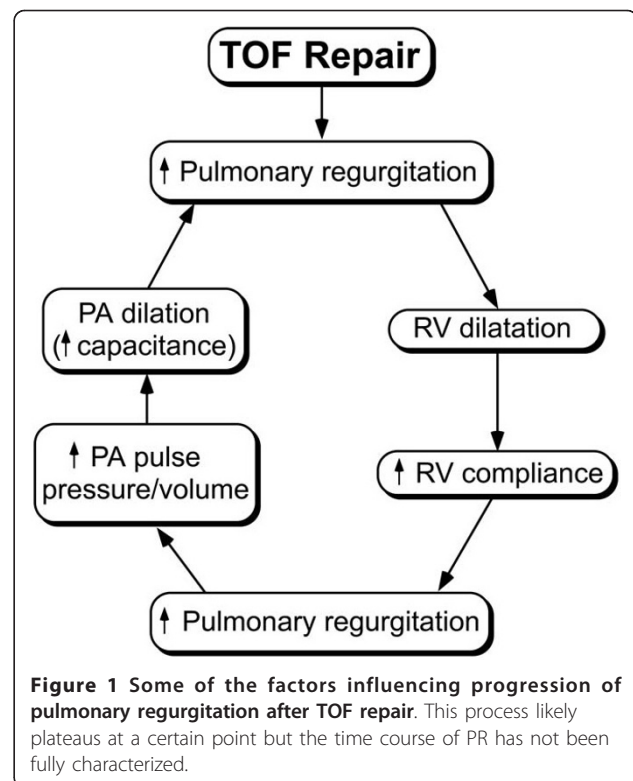 TOF Repair
↑ Pulmonary regurgitation
PA dilation
(↑ capacitance)
RV dilatation
↑ PA pulse
pressure/volume
↑ RV compliance
↑ Pulmonary regurgitation
Figure 1 Some of the factors influencing progression of
pulmonary regurgitation after TOF repair. This process likely
plateaus at a certain point but the time course of PR has not been
fully characterized.